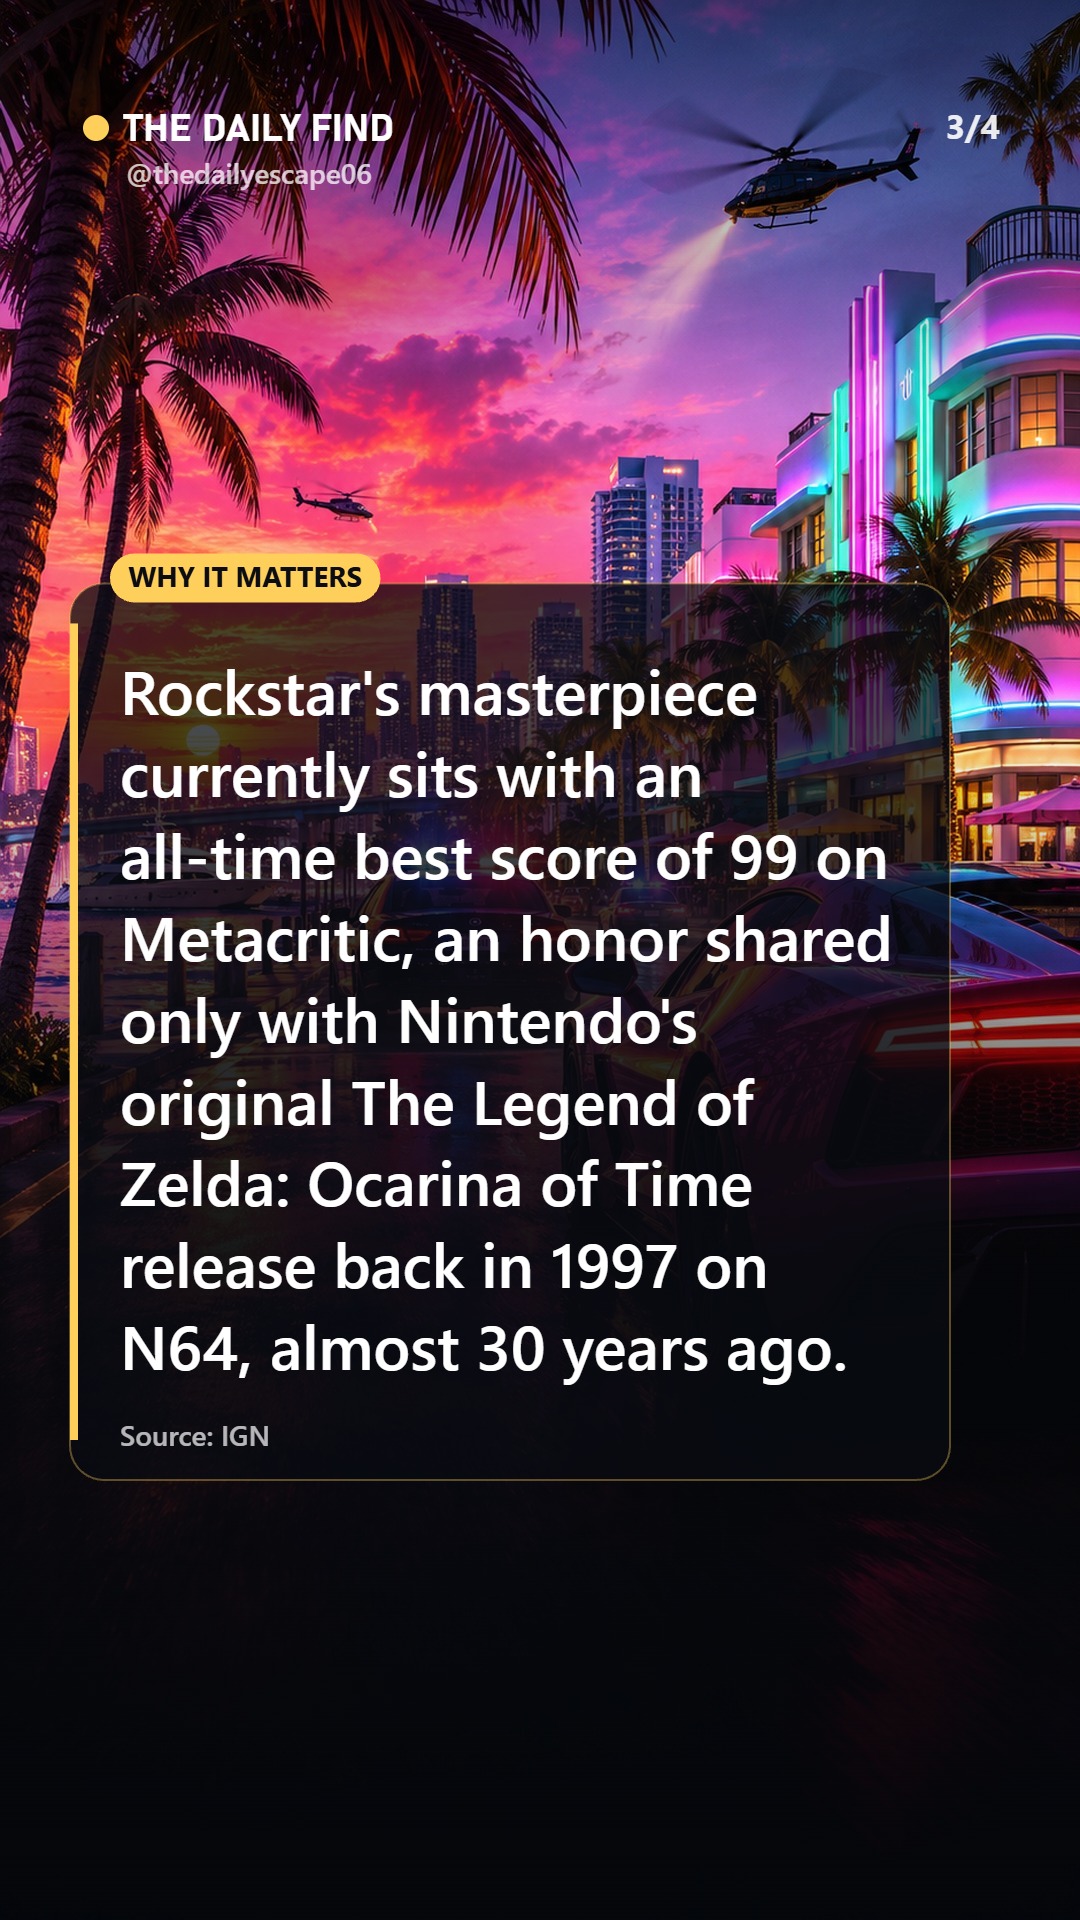 THE DAILY FIND
@thedailyescape06
3/4
WHY IT MATTERS
Rockstar's masterpiece
currently sits with an
all-time best score of 99 on
Metacritic, an honor shared
only with Nintendo's
original The Legend of
Zelda: Ocarina of Time
release back in 1997 on
N64, almost 30 years ago.
Source: IGN